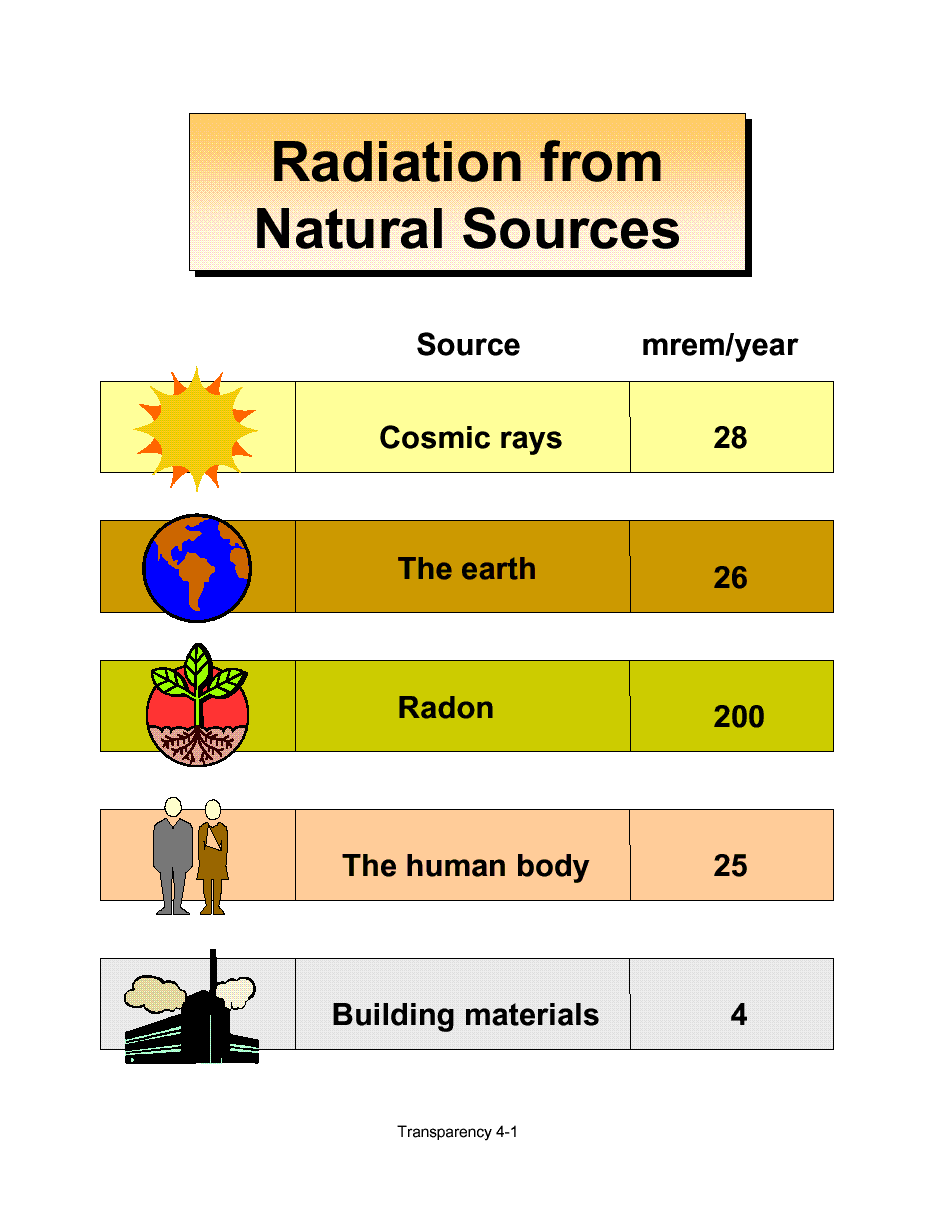 Radiation from
Natural Sources
Source mrem/year
Cosmic rays 28
The earth 26
Radon 200
The human body 25
Building materials 4
Transparency 4-1